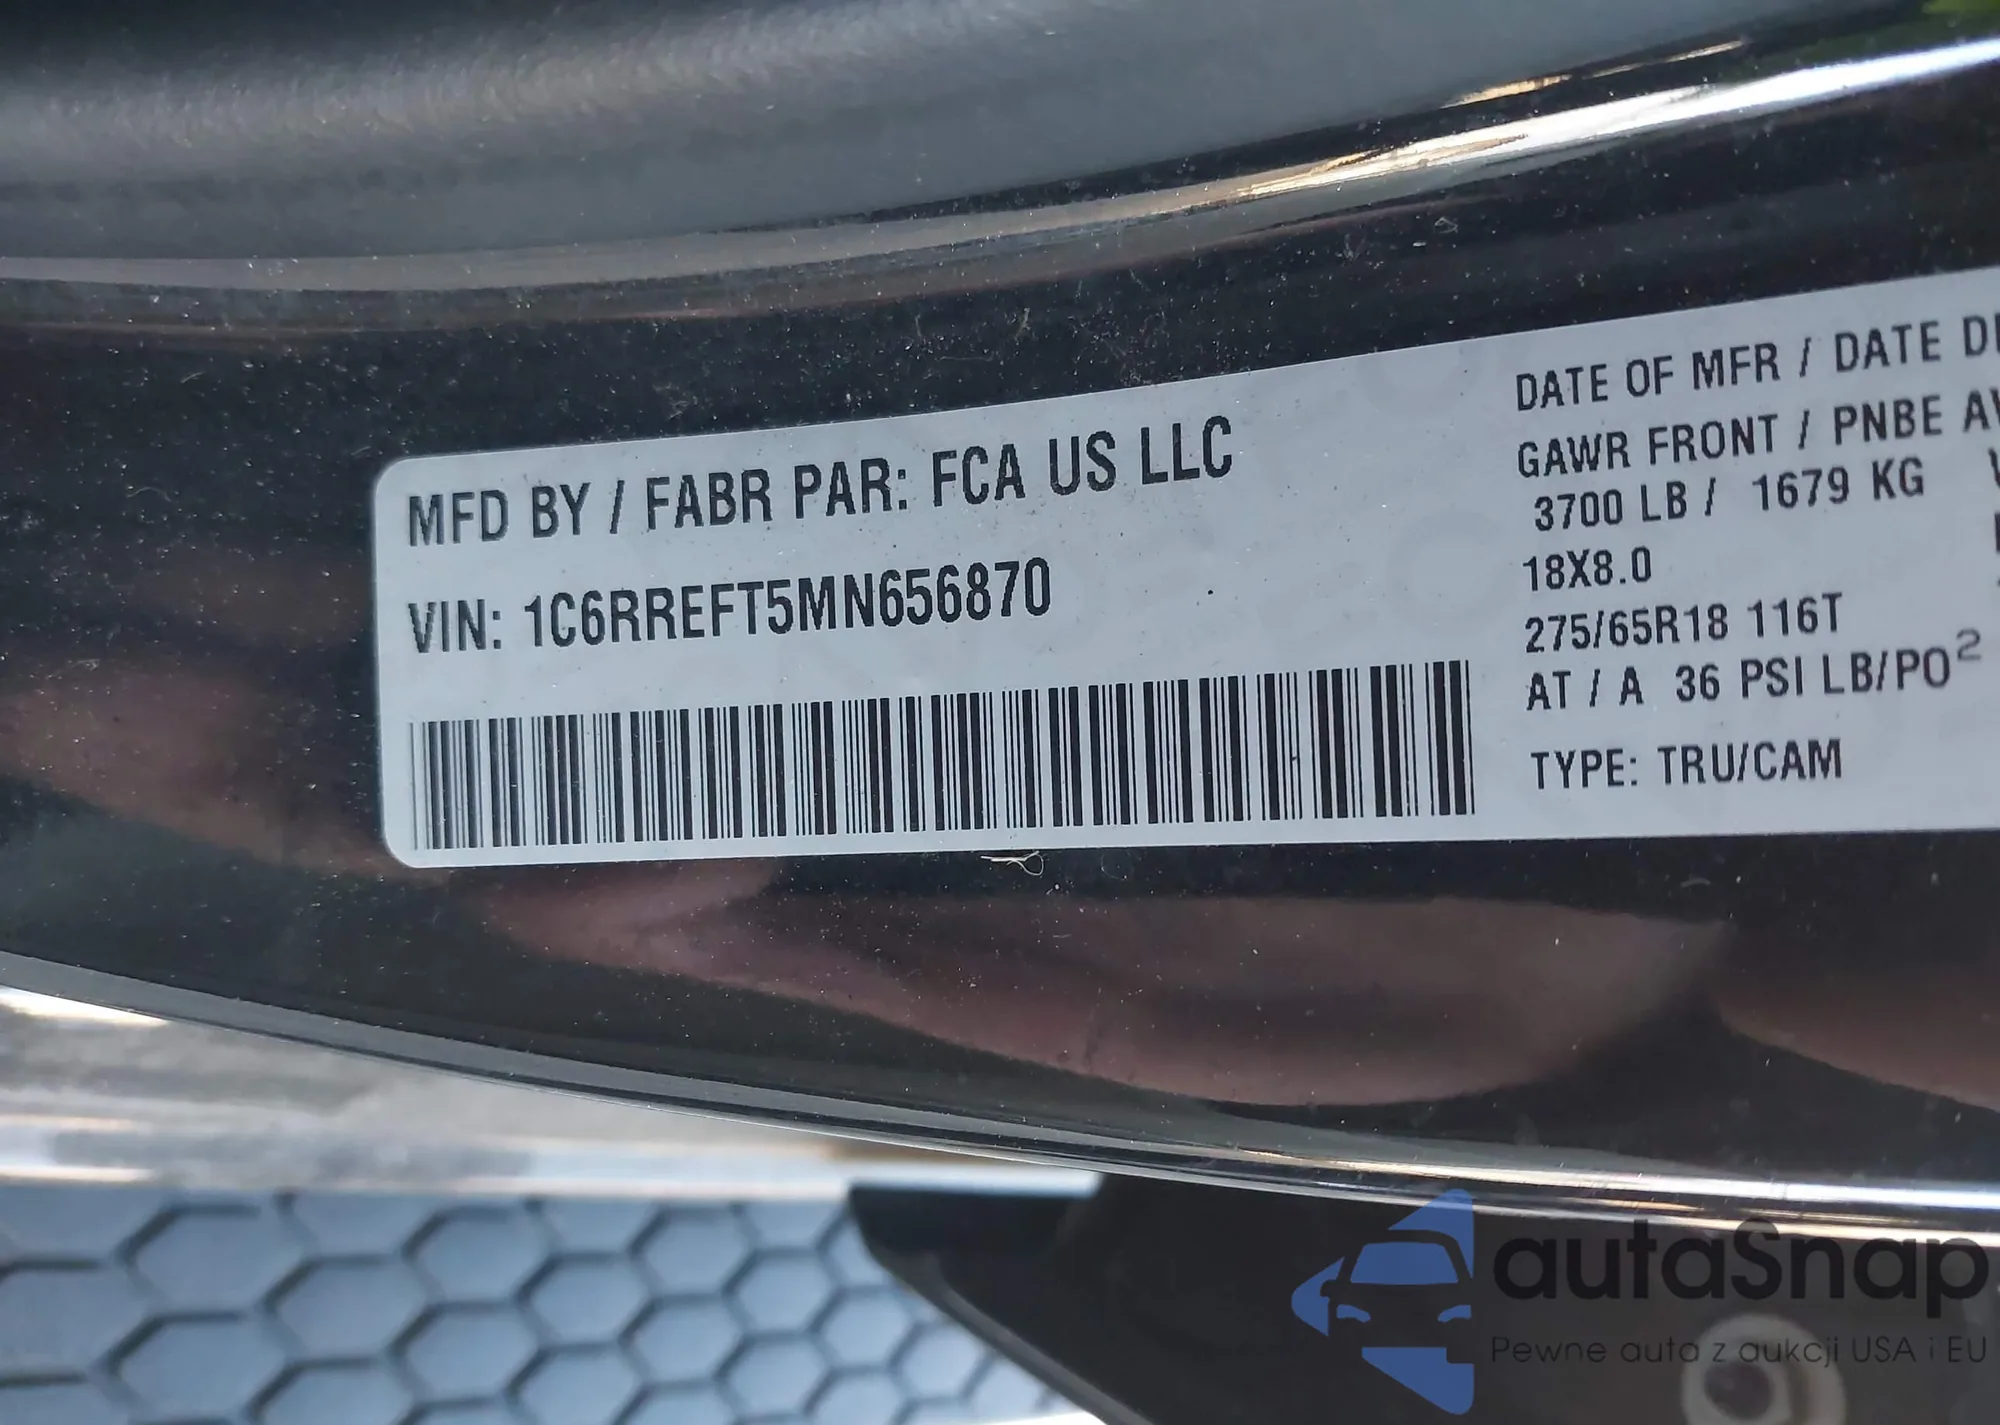 MFD BY / FABR PAR: FCA US LLC
VIN: 1C6RREFT5MN656870
DATE OF MFR / DATE D
GAWR FRONT / PNBE AV
3700 LB / 1679 KG
18X8.0
275/65R18 116T
AT / A 36 PSI LB/PO²
TYPE: TRU/CAM
autaSnap
Pewne auta z aukcji USA i EU